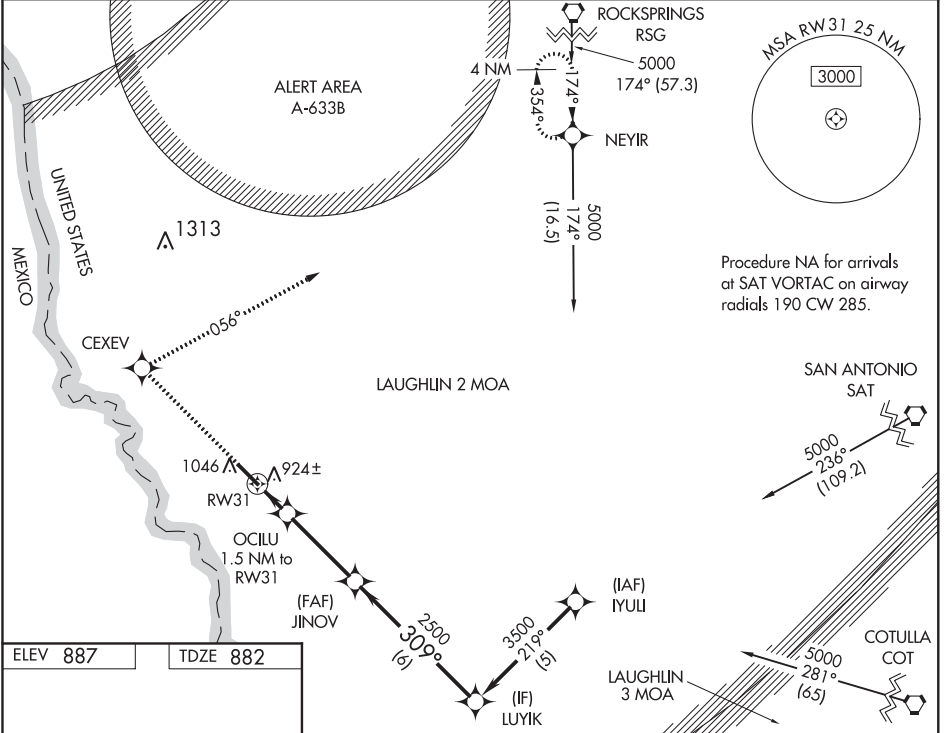 ROCKSPRINGS
RSG
5000
174° (57.3)
4 NM
174°
354°
NEYIR
5000
174°
(16.5)
ALERT AREA
A-633B
MSA RW31 25 NM
3000
UNITED STATES
MEXICO
1313
Procedure NA for arrivals
at SAT VORTAC on airway
radials 190 CW 285.
056°
CEXEV
LAUGHLIN 2 MOA
SAN ANTONIO
SAT
5000
236°
(109.2)
1046
924±
RW31
OCILU
1.5 NM to
RW31
(FAF)
JINOV
2500
309°
(6)
(IAF)
IYULI
3500
219°
(5)
(IF)
LUYIK
LAUGHLIN
3 MOA
COTULLA
COT
5000
281°
(65)
ELEV 887
TDZE 882